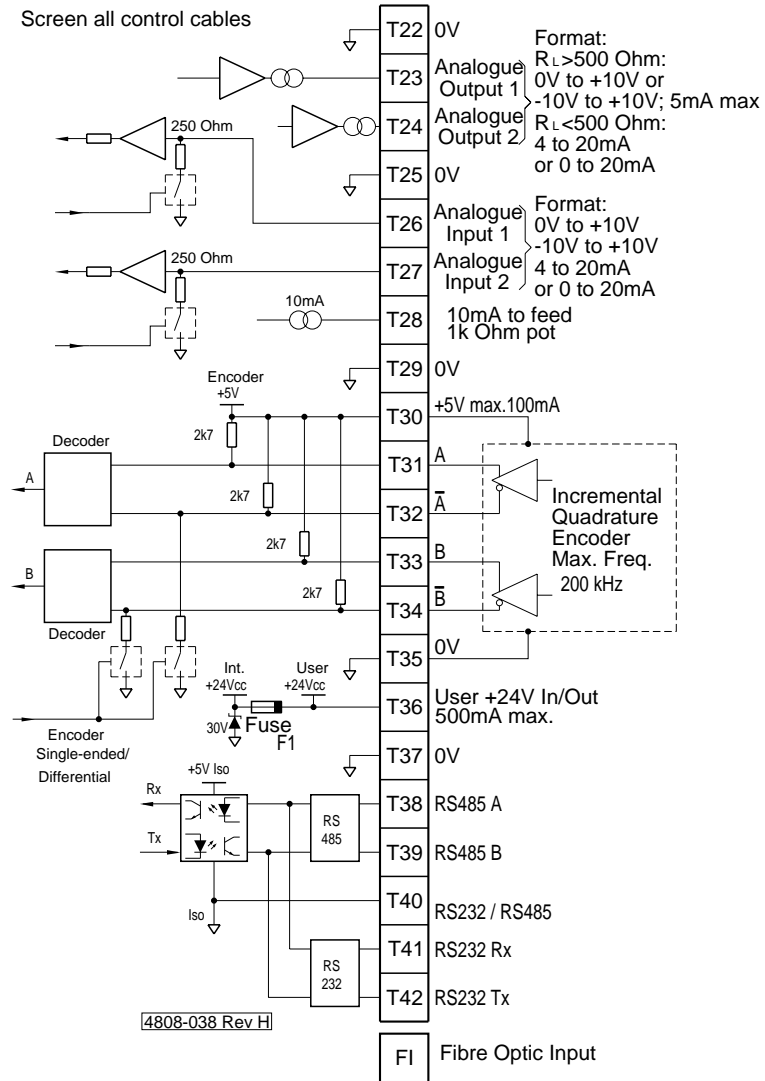 Screen all control cables
T22 0V
Format:
R L>500 Ohm:
0V to +10V or
-10V to +10V; 5mA max
R L<500 Ohm:
4 to 20mA
or 0 to 20mA
T23 Analogue
Output 1
T24 Analogue
Output 2
250 Ohm
T25 0V
T26 Analogue
Input 1
Format:
0V to +10V
-10V to +10V
4 to 20mA
or 0 to 20mA
T27 Analogue
Input 2
250 Ohm
10mA
T28 10mA to feed
1k Ohm pot
T29 0V
Encoder
+5V
T30 +5V max.100mA
2k7
Decoder
A
T31 A
2k7
T32 A̅
Incremental
Quadrature
Encoder
Max. Freq.
200 kHz
2k7
T33 B
B
2k7
T34 B̅
Decoder
T35 0V
Encoder
Single-ended/
Differential
Int.
+24Vcc
User
+24Vcc
30V
Fuse
F1
T36 User +24V In/Out
500mA max.
T37 0V
+5V Iso
Rx
Tx
RS
485
T38 RS485 A
T39 RS485 B
Iso
T40 RS232 / RS485
RS
232
T41 RS232 Rx
T42 RS232 Tx
4808-038 Rev H
FI Fibre Optic Input